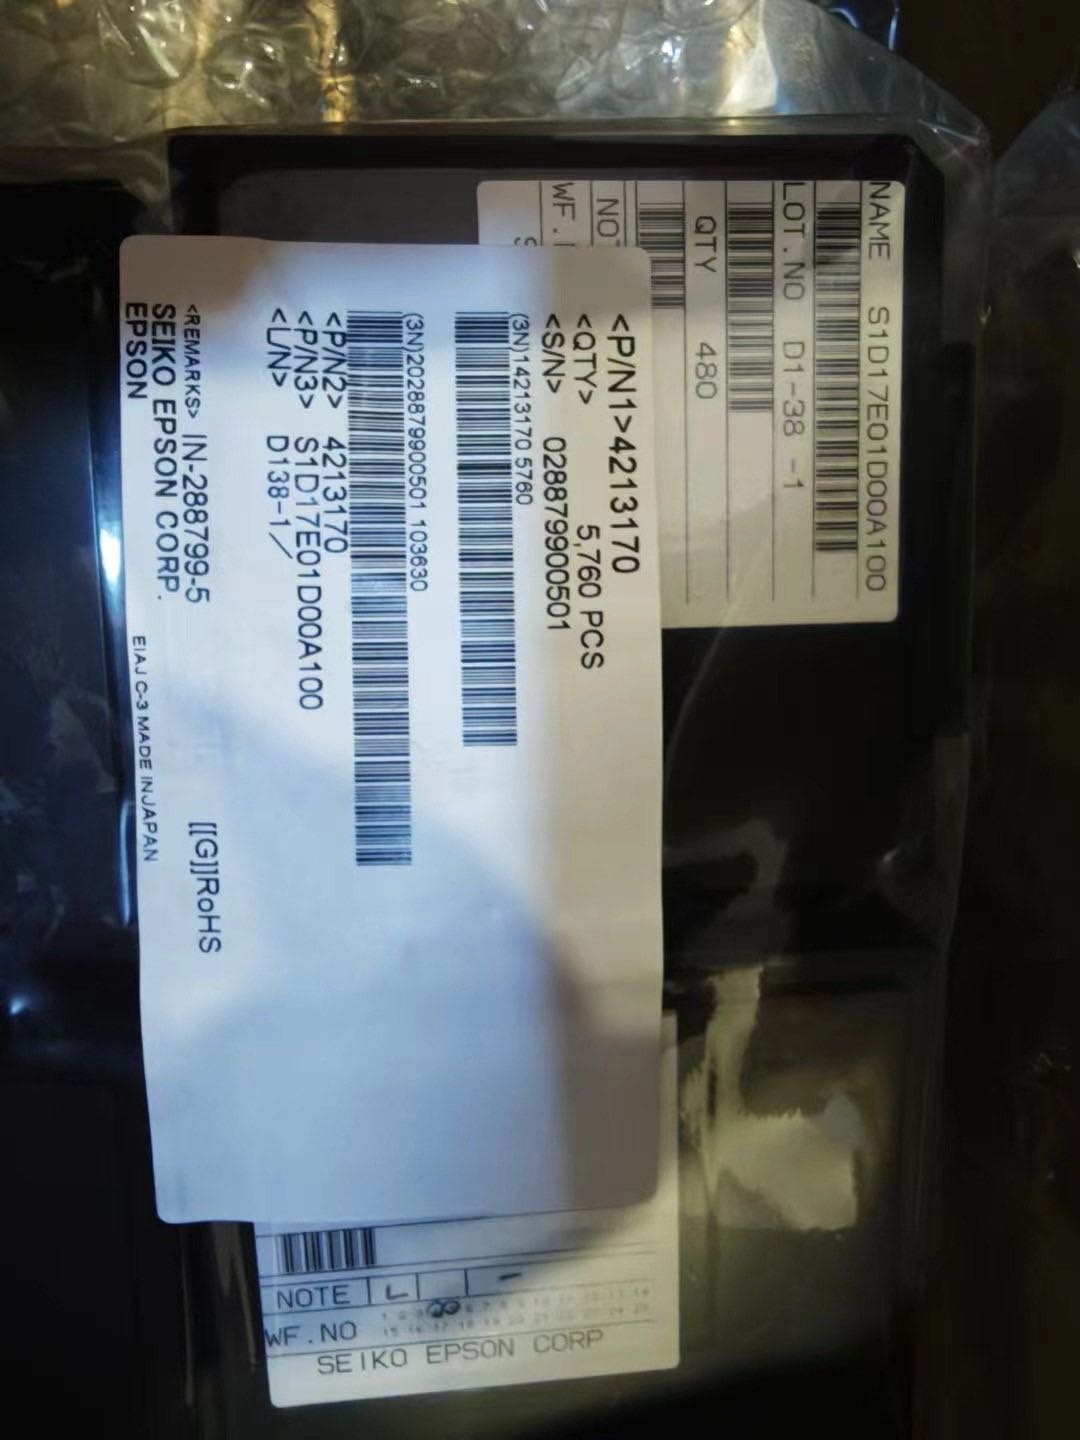 NAME S1D17E01D00A100
LOT.NO D1-38 -1
QTY 480
WF.
<P/N1>4213170
<QTY> 5,760 PCS
<S/N> 028879900501
(3N)14213170 5760
(3N)2028879900501 103630
<P/N2> 4213170
<P/N3> S1D17E01D00A100
<L/N> D138-1/
<REMARKS> IN-288799-5 [[G]]RoHS
SEIKO EPSON CORP.
EPSON EIAJ C-3 MADE INJAPAN
NOTE L -
WF.NO
SEIKO EPSON CORP